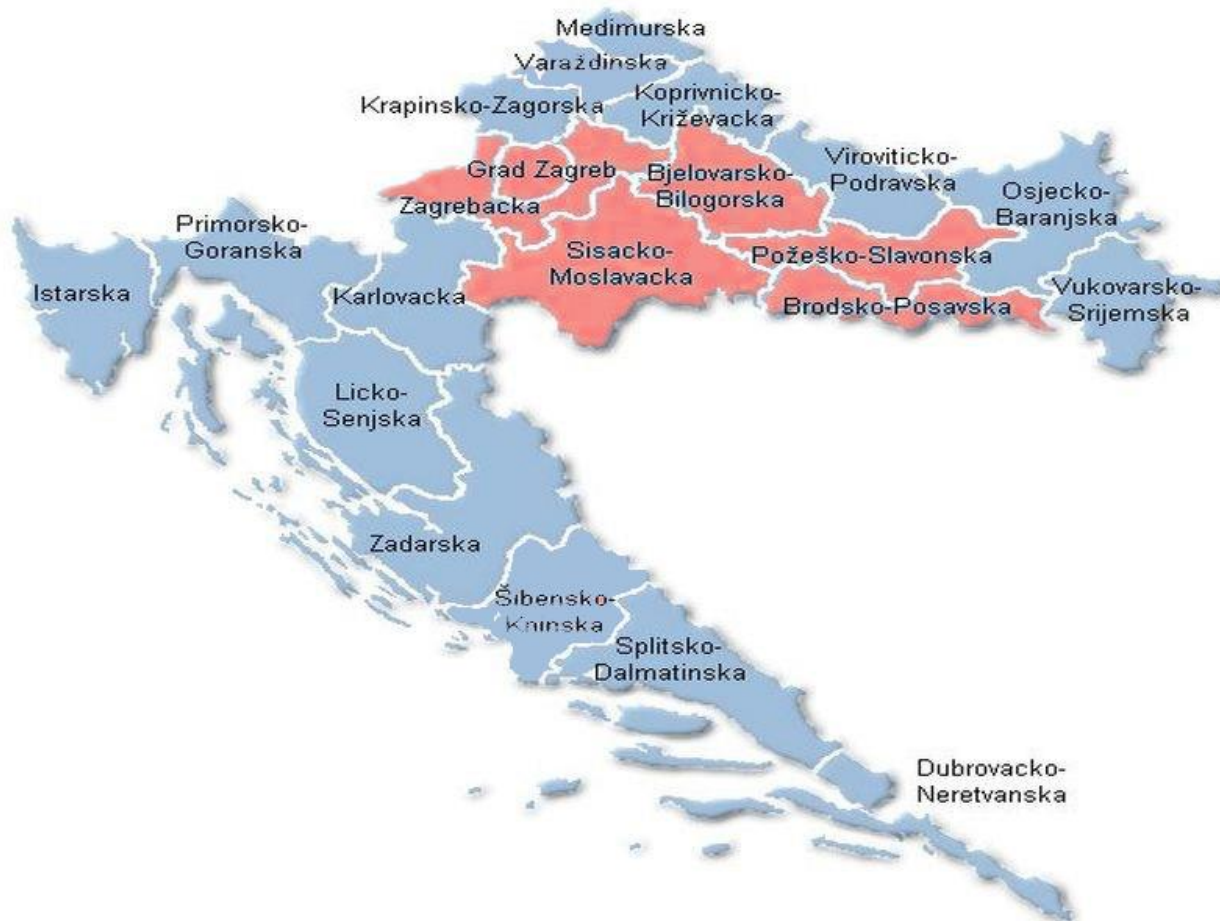 Medimurska
Varaždinska
Krapinsko-Zagorska
Koprivnicko-
Križevacka
Grad Zagreb
Bjelovarsko-
Bilogorska
Viroviticko-
Podravska
Osjecko-
Baranjska
Zagrebacka
Primorsko-
Goranska
Sisacko-
Moslavacka
Požeško-Slavonska
Istarska
Karlovacka
Brodsko-Posavska
Vukovarsko-
Srijemska
Licko-
Senjska
Zadarska
Šibensko-
Kninska
Splitsko-
Dalmatinska
Dubrovacko-
Neretvanska